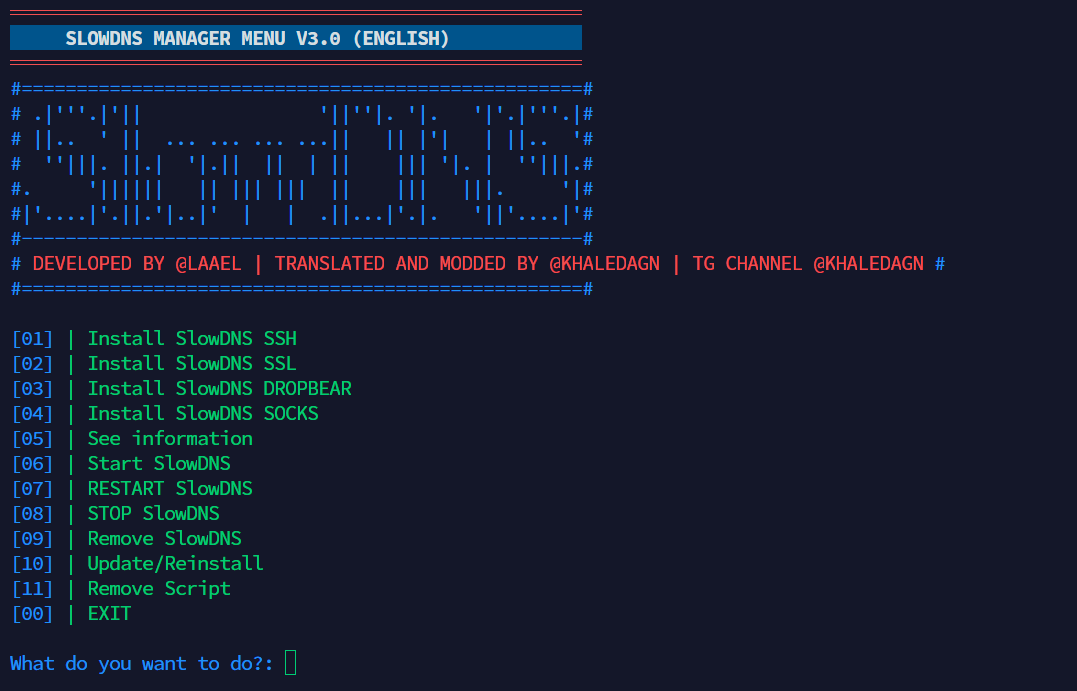 SLOWDNS MANAGER MENU V3.0 (ENGLISH)
#===================================================#
# .|'''.|'||                '||''|. '|.   '|'.|'''.|#
# ||..  ' ||  ... ... ... ...||   || |'|   | ||..  '#
#  ''|||. ||.|  '|.||  ||  | ||    ||| '|. |  ''|||.#
#.     '||||||   || ||| |||  ||    |||   |||.     '|#
#|'....|'.||.'|..|'  |   |  .||...|'.|.   '||'....|'#
#---------------------------------------------------#
# DEVELOPED BY @LAAEL | TRANSLATED AND MODDED BY @KHALEDAGN | TG CHANNEL @KHALEDAGN #
#===================================================#
[01] | Install SlowDNS SSH
[02] | Install SlowDNS SSL
[03] | Install SlowDNS DROPBEAR
[04] | Install SlowDNS SOCKS
[05] | See information
[06] | Start SlowDNS
[07] | RESTART SlowDNS
[08] | STOP SlowDNS
[09] | Remove SlowDNS
[10] | Update/Reinstall
[11] | Remove Script
[00] | EXIT
What do you want to do?: